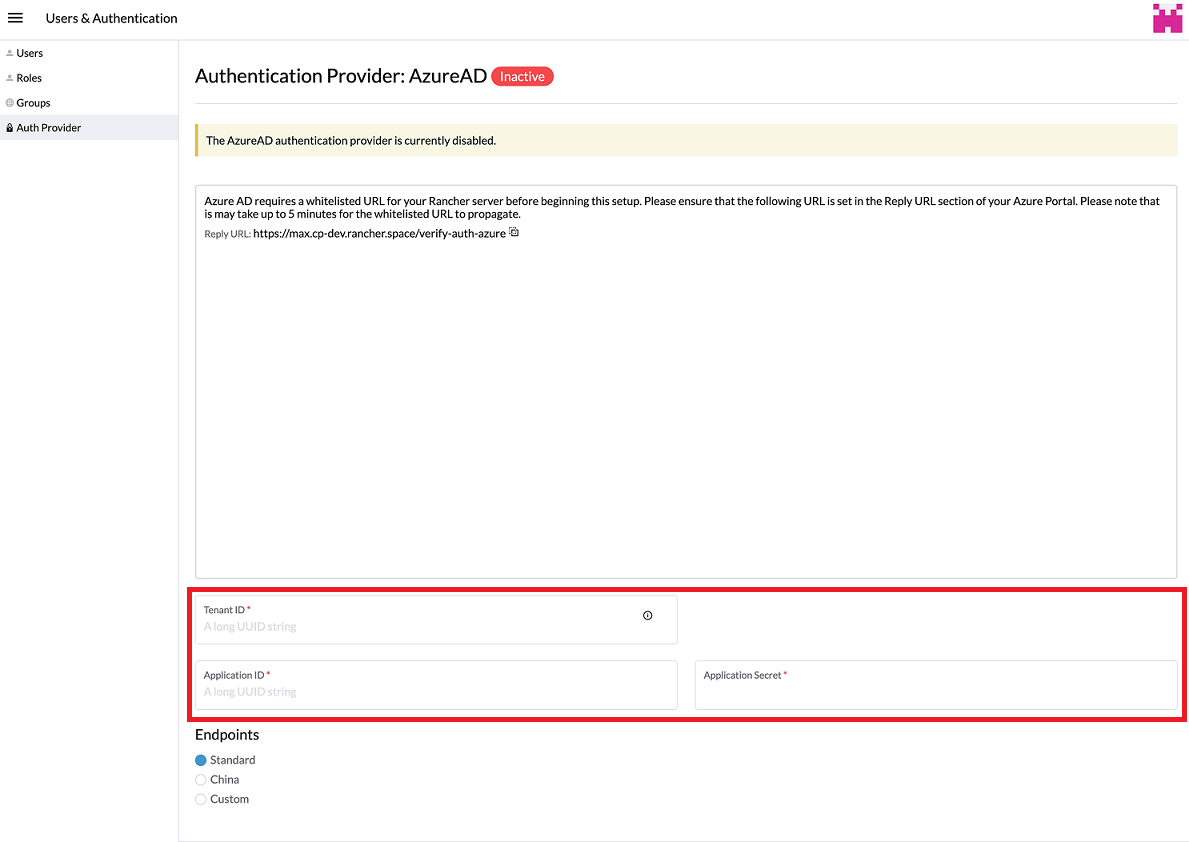 Users & Authentication
Users
Roles
Groups
Auth Provider
Authentication Provider: AzureAD Inactive
The AzureAD authentication provider is currently disabled.
Azure AD requires a whitelisted URL for your Rancher server before beginning this setup. Please ensure that the following URL is set in the Reply URL section of your Azure Portal. Please note that
is may take up to 5 minutes for the whitelisted URL to propagate.
Reply URL: https://max.cp-dev.rancher.space/verify-auth-azure
Tenant ID *
A long UUID string
Application ID *
A long UUID string
Application Secret *
Endpoints
Standard
China
Custom